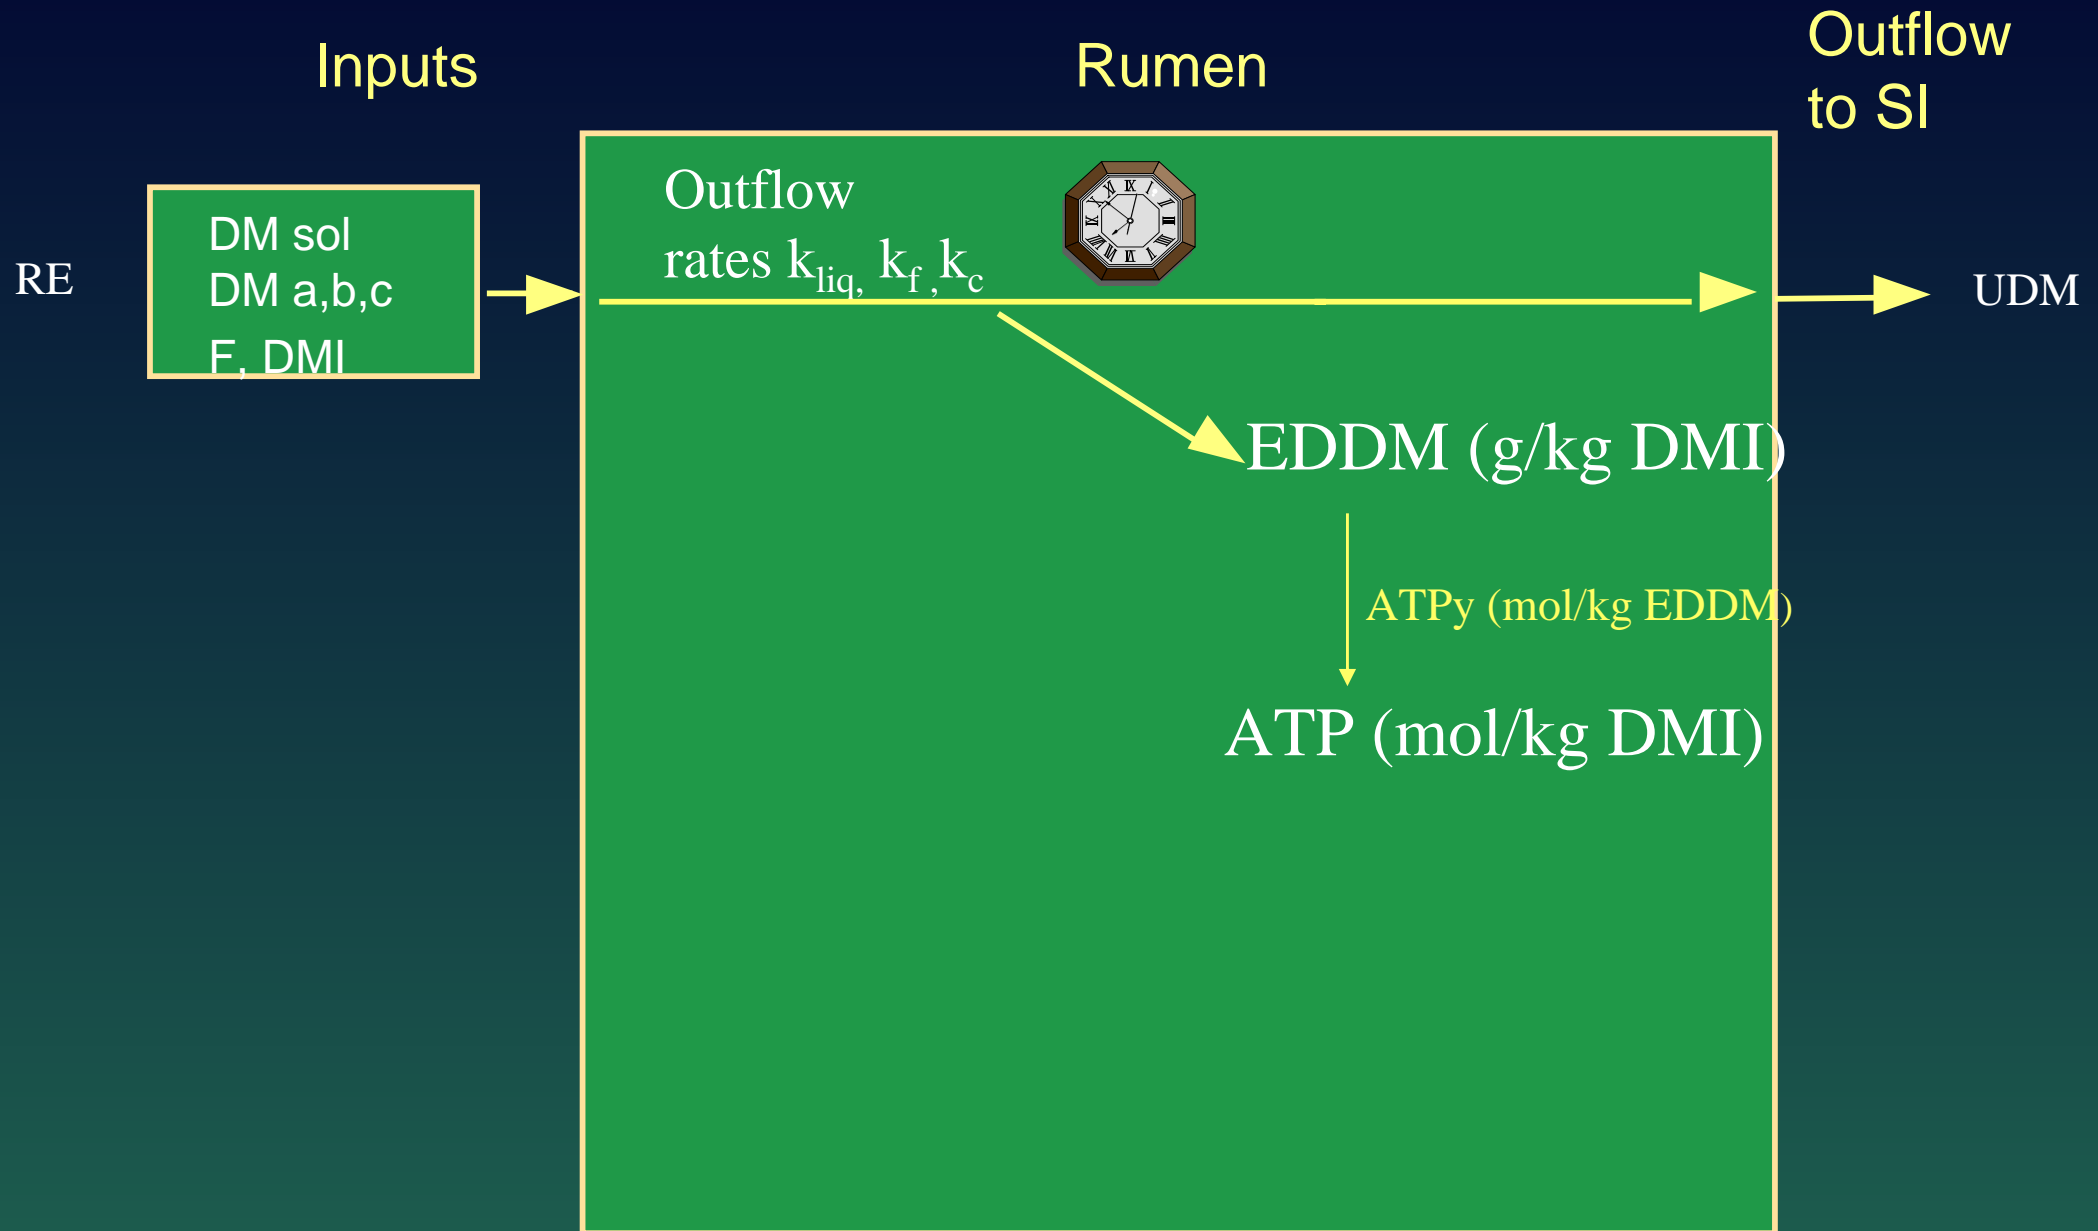 Inputs
Rumen
Outflow
to SI
RE
DM sol
DM a,b,c
F, DMI
Outflow
rates kliq, kf ,kc
UDM
EDDM (g/kg DMI)
ATPy (mol/kg EDDM)
ATP (mol/kg DMI)